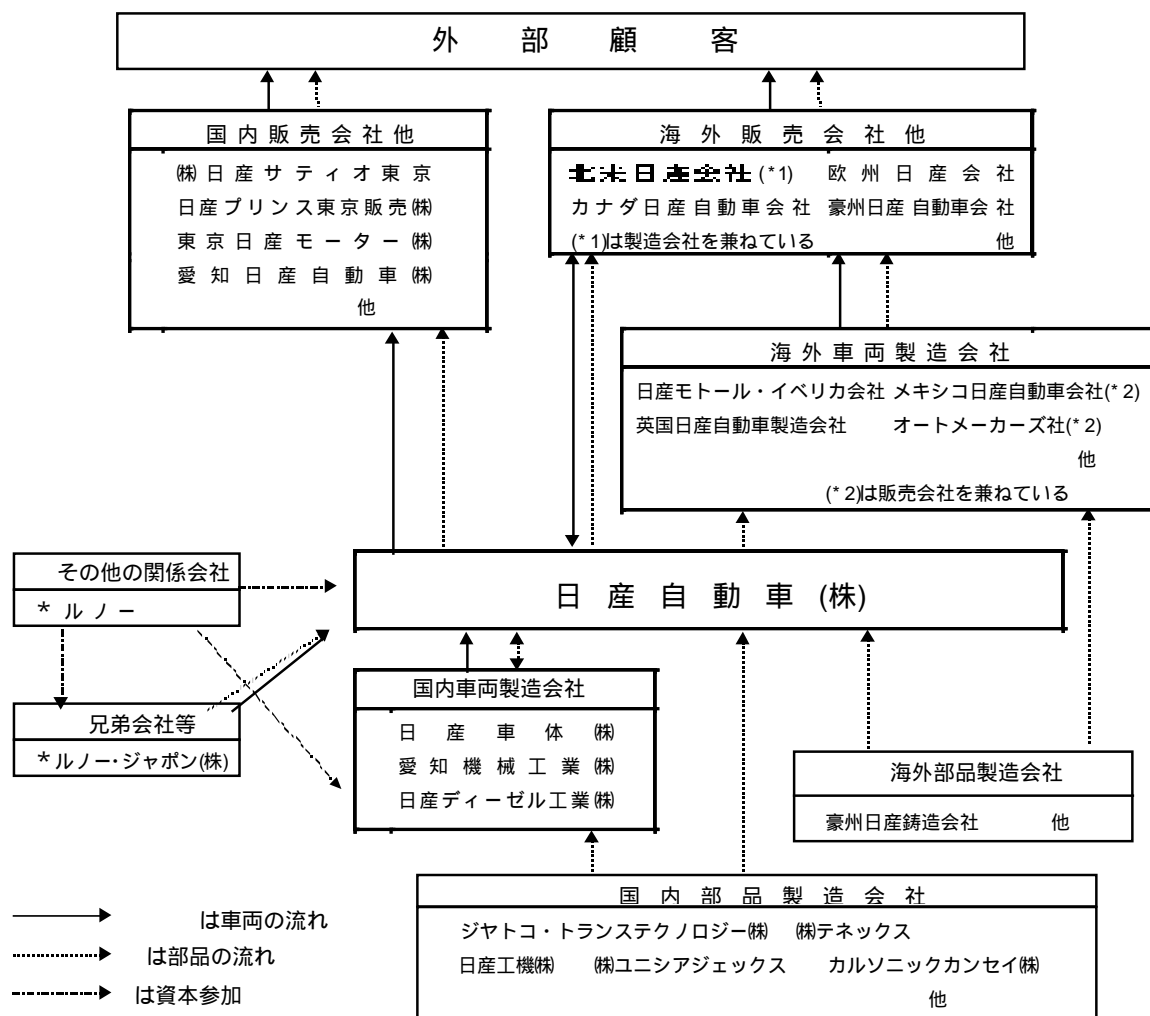 外部顧客
国内販売会社他
㈱日産サティオ東京
日産プリンス東京販売㈱
東京日産モーター㈱
愛知日産自動車㈱
他
海外販売会社他
北米日産会社(*1) 欧州日産会社
カナダ日産自動車会社 豪州日産自動車会社
(*1)は製造会社を兼ねている 他
海外車両製造会社
日産モトール・イベリカ会社 メキシコ日産自動車会社(*2)
英国日産自動車製造会社 オートメーカーズ社(*2)
他
(*2)は販売会社を兼ねている
その他の関係会社
*ルノー
日産自動車(株)
兄弟会社等
*ルノー・ジャポン(株)
国内車両製造会社
日産車体㈱
愛知機械工業㈱
日産ディーゼル工業㈱
海外部品製造会社
豪州日産鋳造会社 他
国内部品製造会社
ジヤトコ・トランステクノロジー㈱ ㈱テネックス
日産工機㈱ ㈱ユニシアジェックス カルソニックカンセイ㈱
他
は車両の流れ
は部品の流れ
は資本参加